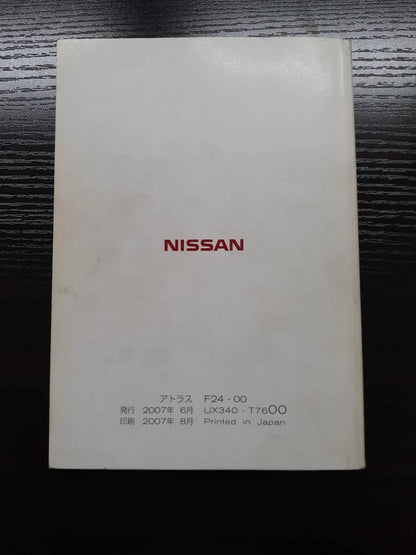 NISSAN
アトラス F24-00
発行 2007年 6月 UX340-T7600
印刷 2007年 8月 Printed in Japan